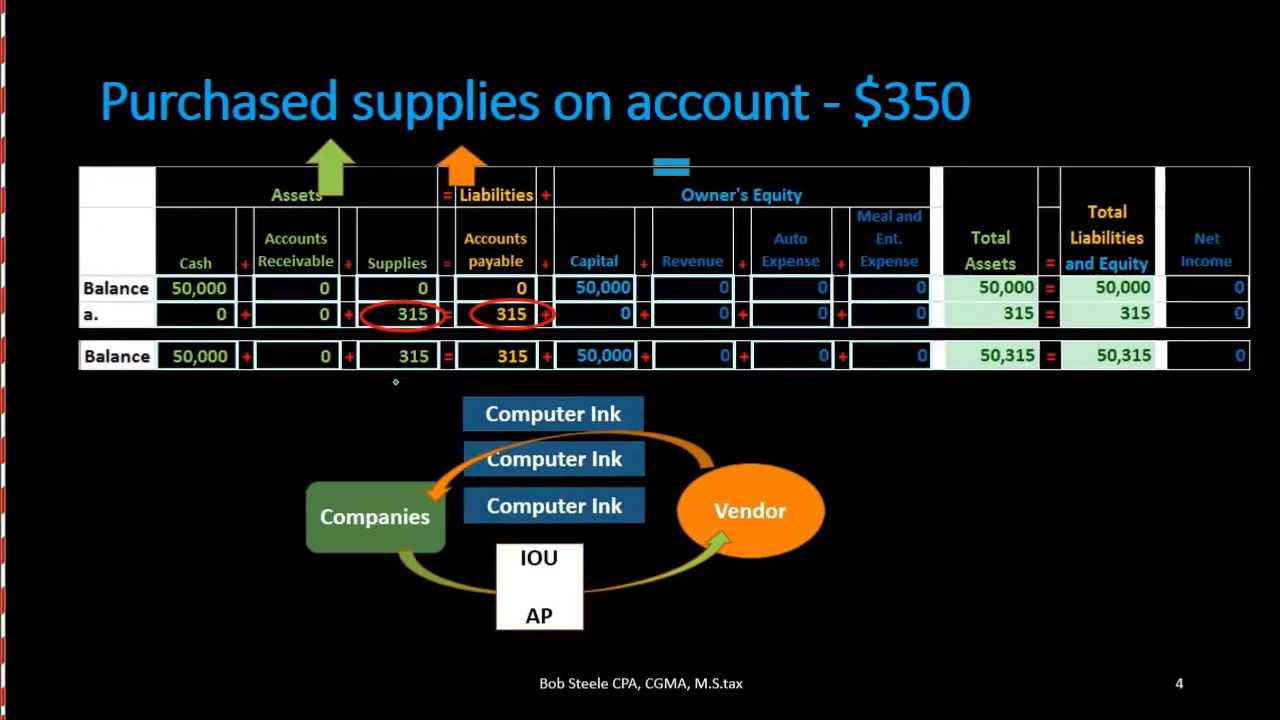 Purchased supplies on account - $350
Assets = Liabilities + Owner's Equity
Cash + Accounts Receivable + Supplies = Accounts payable + Capital + Revenue + Auto Expense + Meal and Ent. Expense Total Assets = Total Liabilities and Equity Net Income
Balance 50,000 0 0 0 50,000 0 0 0 50,000 = 50,000 0
a. 0 + 0 + 315 = 315 + 0 + 0 + 0 + 0 315 = 315 0
Balance 50,000 + 0 + 315 = 315 + 50,000 + 0 + 0 + 0 50,315 = 50,315 0
Computer Ink
Computer Ink
Computer Ink
Companies
Vendor
IOU
AP
Bob Steele CPA, CGMA, M.S.tax
4